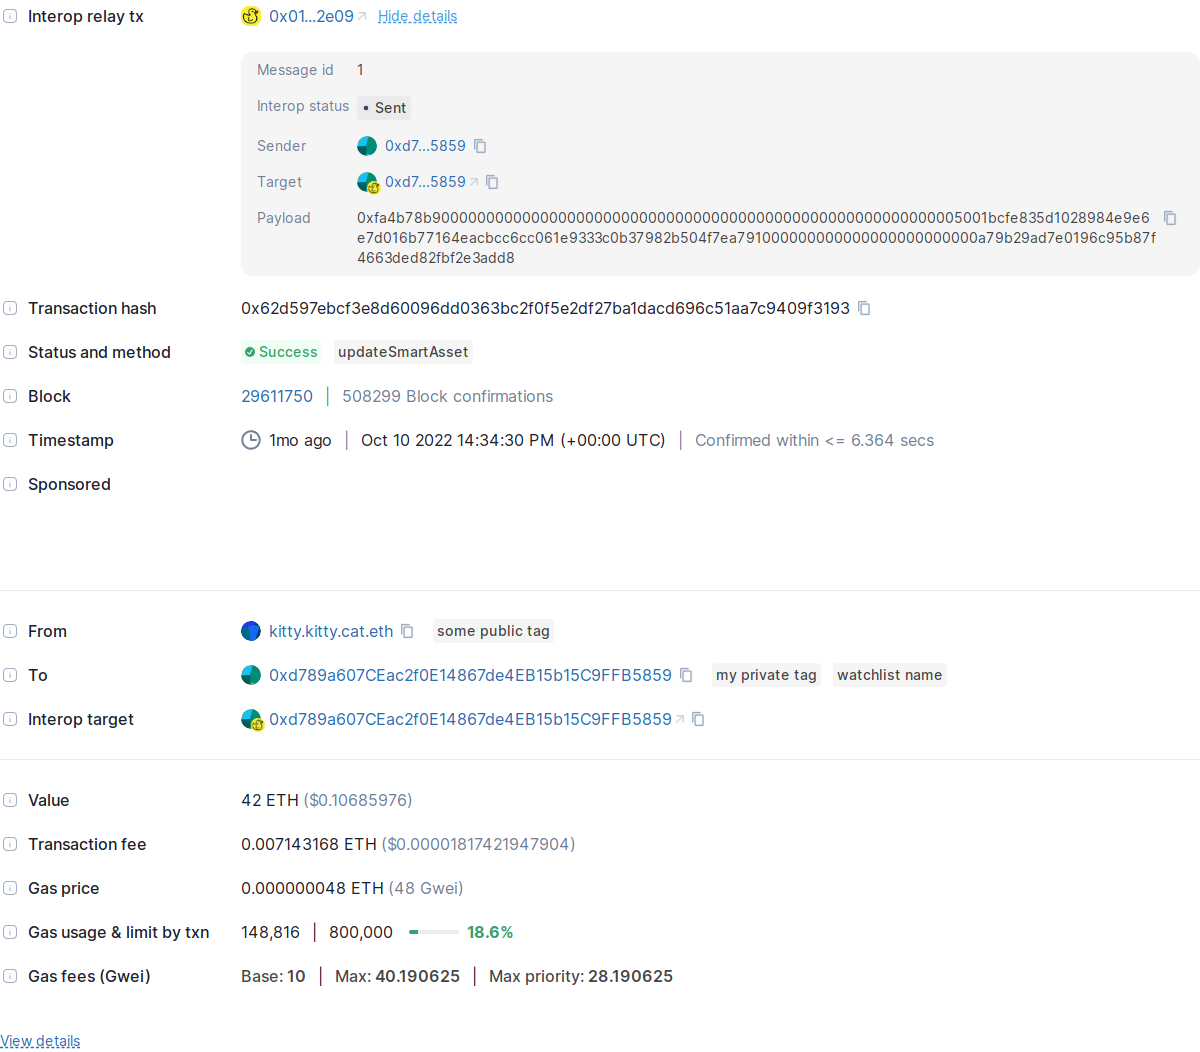 Interop relay tx 0x01...2e09 Hide details
Message id 1
Interop status Sent
Sender 0xd7...5859
Target 0xd7...5859
Payload 0xfa4b78b90000000000000000000000000000000000000000000000000000000005001bcfe835d1028984e9e6
e7d016b77164eacbcc6cc061e9333c0b37982b504f7ea791000000000000000000000000a79b29ad7e0196c95b87f
4663ded82fbf2e3add8
Transaction hash 0x62d597ebcf3e8d60096dd0363bc2f0f5e2df27ba1dacd696c51aa7c9409f3193
Status and method Success updateSmartAsset
Block 29611750 | 508299 Block confirmations
Timestamp 1mo ago | Oct 10 2022 14:34:30 PM (+00:00 UTC) | Confirmed within <= 6.364 secs
Sponsored
From kitty.kitty.cat.eth some public tag
To 0xd789a607CEac2f0E14867de4EB15b15C9FFB5859 my private tag watchlist name
Interop target 0xd789a607CEac2f0E14867de4EB15b15C9FFB5859
Value 42 ETH ($0.10685976)
Transaction fee 0.007143168 ETH ($0.00001817421947904)
Gas price 0.000000048 ETH (48 Gwei)
Gas usage & limit by txn 148,816 | 800,000 18.6%
Gas fees (Gwei) Base: 10 | Max: 40.190625 | Max priority: 28.190625
View details